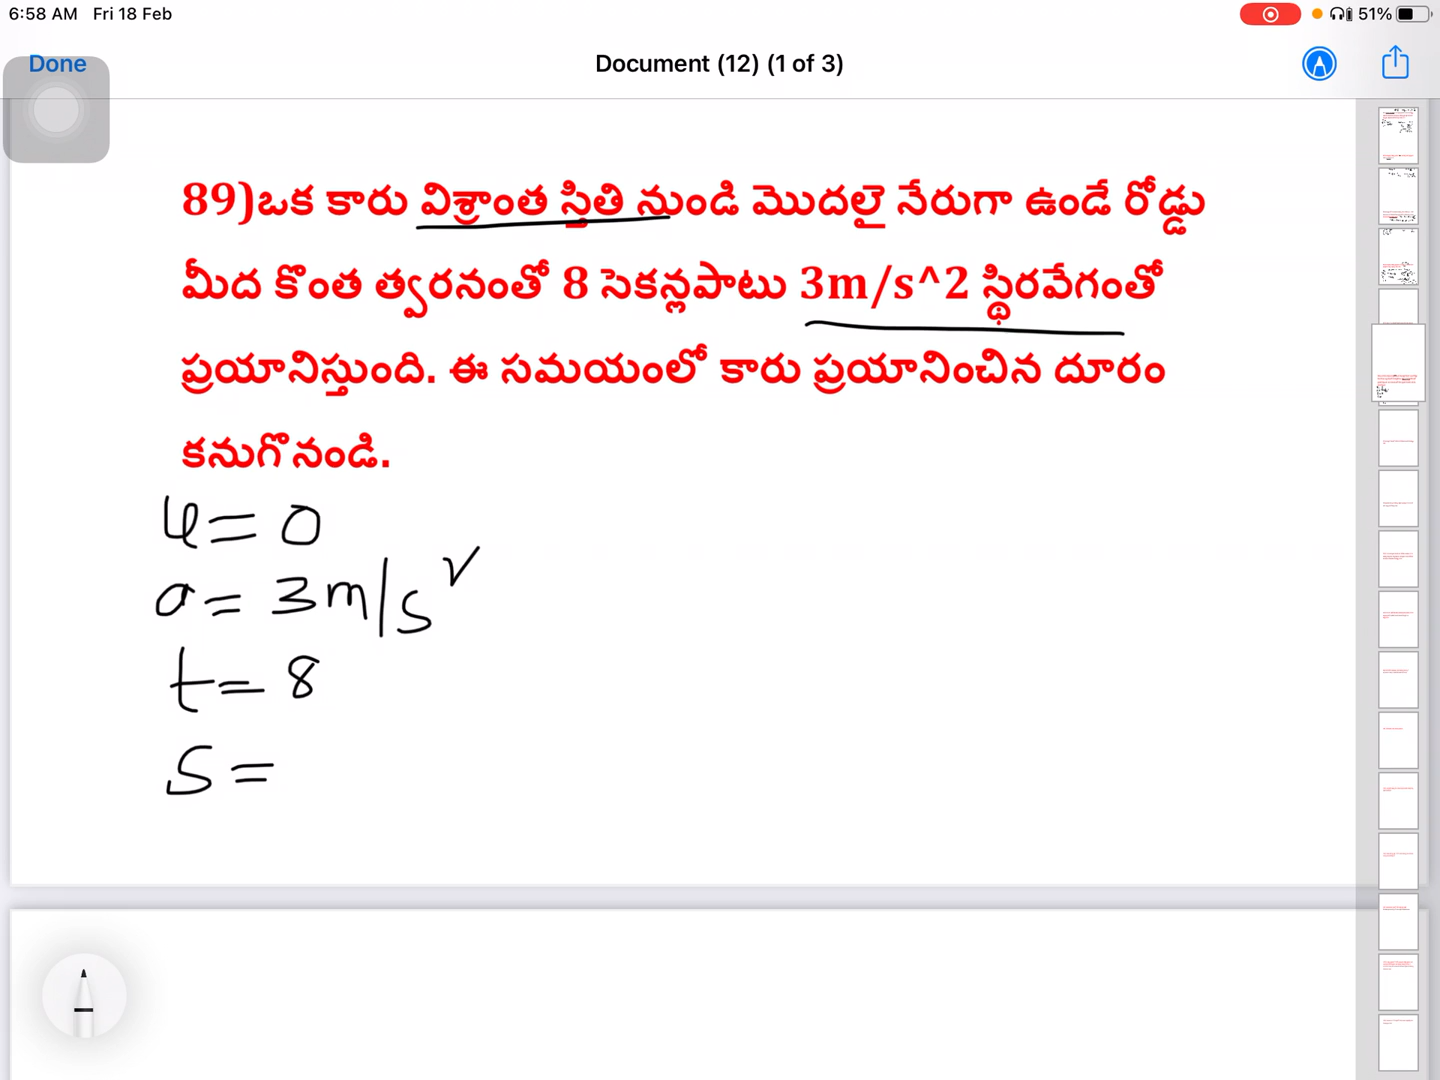 6:58 AM Fri 18 Feb 51%
Done Document (12) (1 of 3)
89)ఒక కారు విశ్రాంత స్తితి నుండి మొదలై నేరుగా ఉండే రోడ్డు
మీద కొంత త్వరనంతో 8 సెకన్లపాటు 3m/s^2 స్థిరవేగంతో
ప్రయానిస్తుంది. ఈ సమయంలో కారు ప్రయానించిన దూరం
కనుగొనండి.
u= 0
a= 3m/s²
t= 8
S=